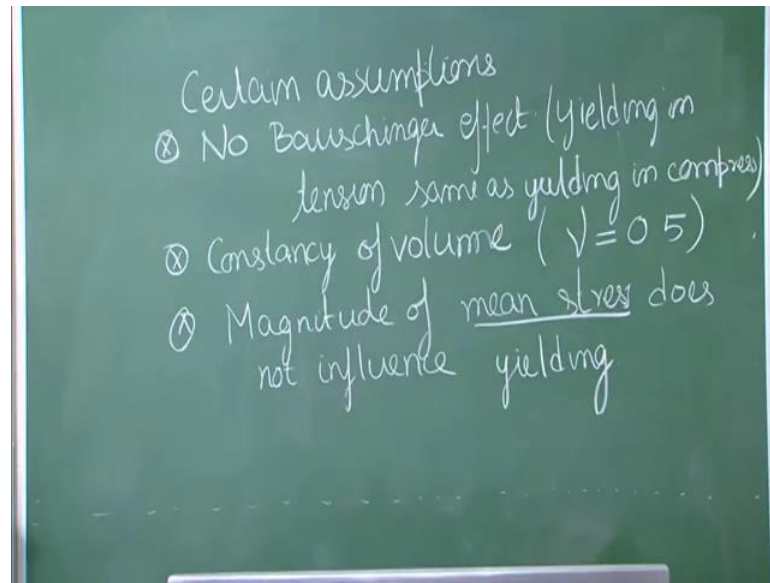 Certain assumptions
ⓧ No Bauschinger effect (yielding in
tension same as yielding in compress)
ⓧ Constancy of volume (ν = 0 5)
ⓧ Magnitude of mean stress does
not influence yielding